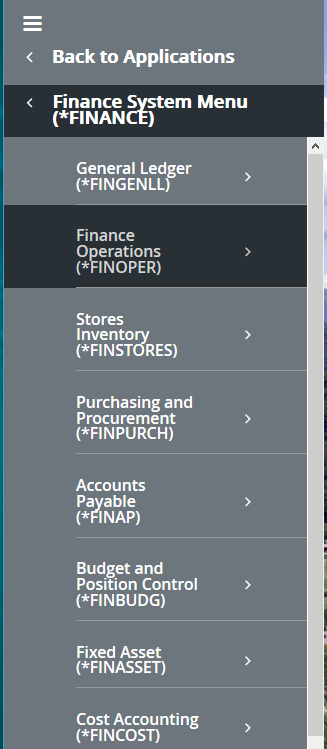 Back to Applications
Finance System Menu
(*FINANCE)
General Ledger
(*FINGENLL)
Finance
Operations
(*FINOPER)
Stores
Inventory
(*FINSTORES)
Purchasing and
Procurement
(*FINPURCH)
Accounts
Payable
(*FINAP)
Budget and
Position Control
(*FINBUDG)
Fixed Asset
(*FINASSET)
Cost Accounting
(*FINCOST)